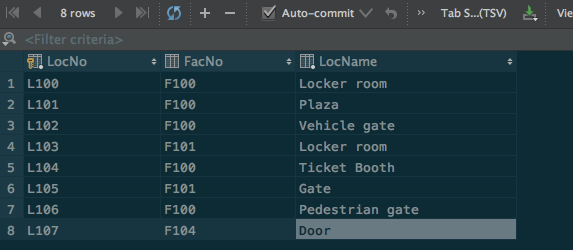 8 rows Auto-commit >> Tab S...(TSV) Vie
<Filter criteria>
LocNo FacNo LocName
1 L100 F100 Locker room
2 L101 F100 Plaza
3 L102 F100 Vehicle gate
4 L103 F101 Locker room
5 L104 F100 Ticket Booth
6 L105 F101 Gate
7 L106 F100 Pedestrian gate
8 L107 F104 Door